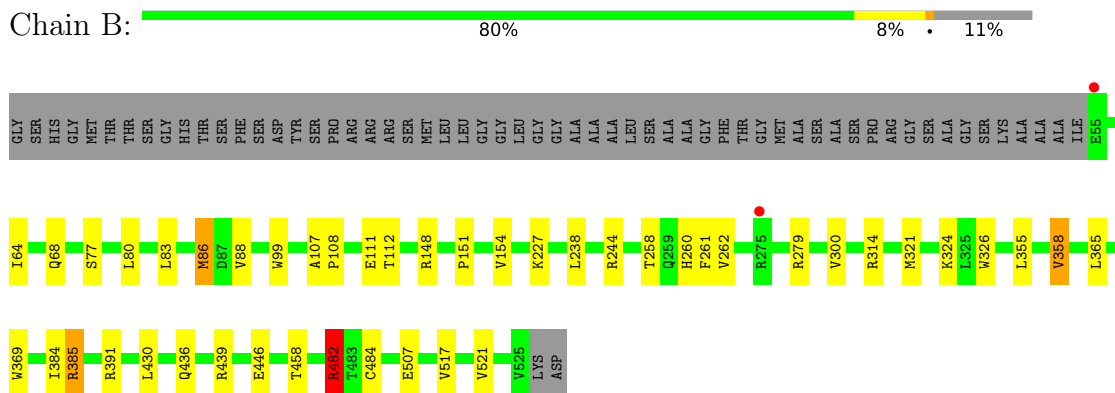 Chain B:
80% 8% • 11%
GLY SER HIS GLY MET THR THR SER GLY HIS THR SER PHE SER ASP TYR SER PRO ARG ARG ARG SER MET LEU LEU GLY GLY LEU GLY GLY ALA ALA ALA LEU SER ALA ALA GLY PHE THR GLY MET ALA SER ALA SER PRO ARG GLY SER ALA GLY SER LYS ALA ALA ALA ILE E55
I64 Q68 S77 L80 L83 M86 D87 V88 W99 A107 P108 E111 T112 R148 P151 V154 K227 L238 R244 T258 Q259 H260 F261 V262 R275 R279 V300 R314 M321 K324 L325 W326 L355 V358 L365
W369 I384 R385 R391 L430 Q436 R439 E446 T458 R482 T483 C484 E507 V517 V521 V525 LYS ASP